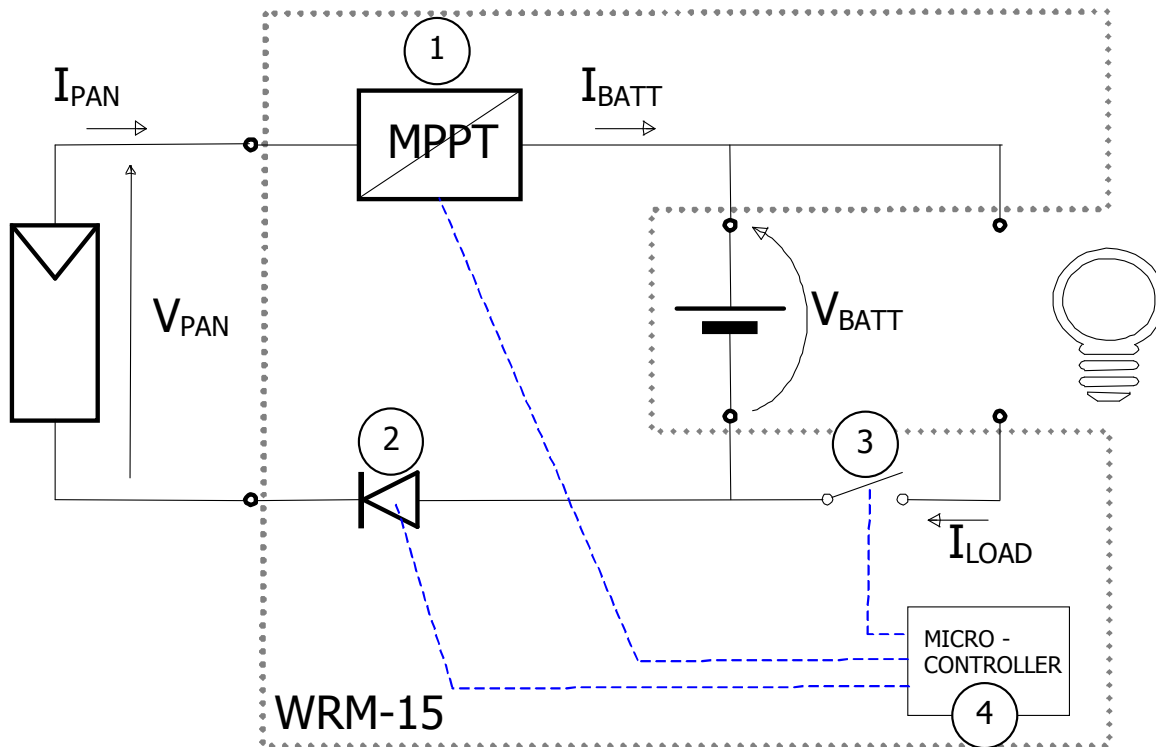 1
I_PAN
I_BATT
MPPT
V_PAN
V_BATT
2
3
I_LOAD
MICRO -
CONTROLLER
WRM-15
4